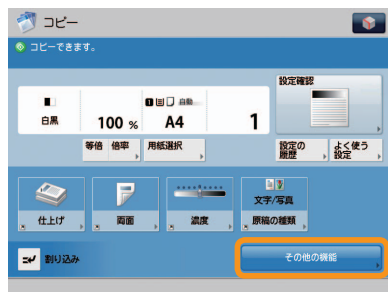 コピー
コピーできます。
設定確認
1 自動...
白黒 100 % A4 1
等倍 倍率 用紙選択
設定の履歴 よく使う設定
文字/写真
仕上げ 両面 濃度 原稿の種類
割り込み その他の機能